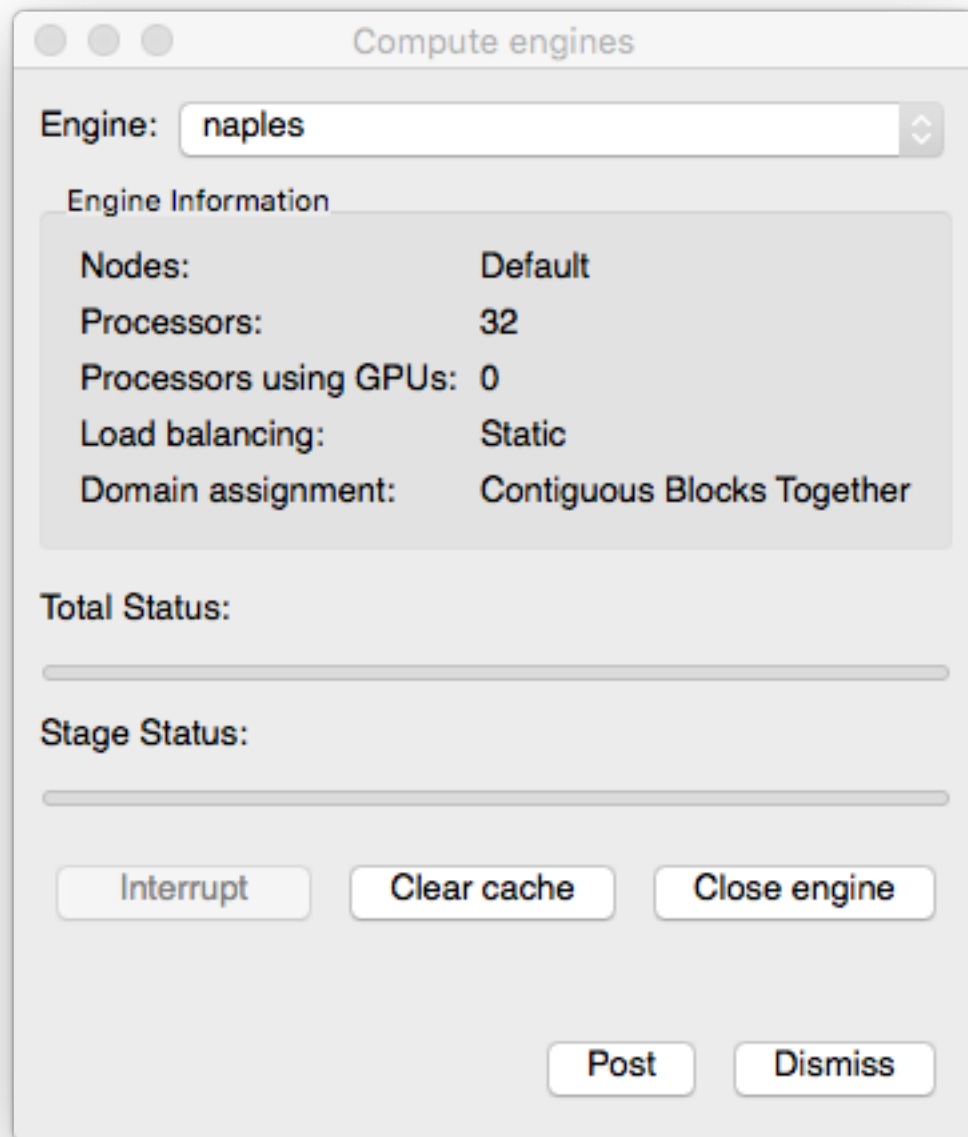 Compute engines
Engine: naples
Engine Information
Nodes: Default
Processors: 32
Processors using GPUs: 0
Load balancing: Static
Domain assignment: Contiguous Blocks Together
Total Status:
Stage Status:
Interrupt Clear cache Close engine
Post Dismiss